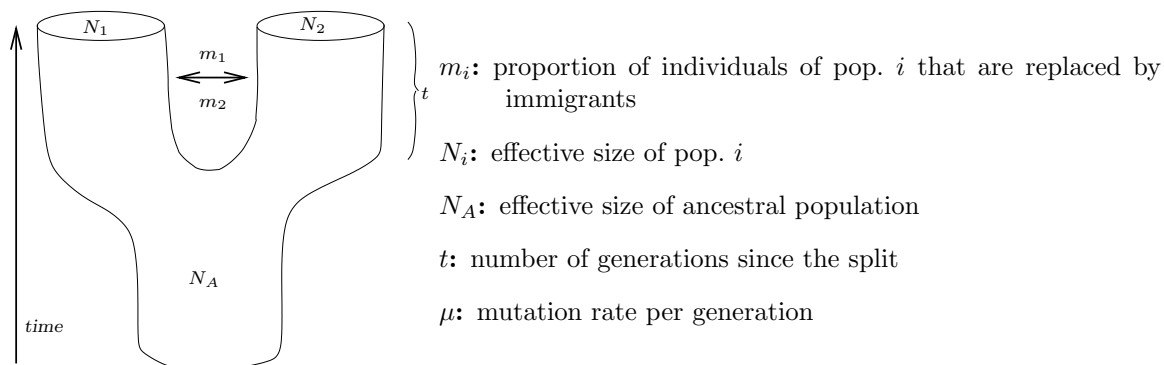 N₁
N₂
m₁
m₂
t
N_A
time
m_i: proportion of individuals of pop. i that are replaced by
immigrants
N_i: effective size of pop. i
N_A: effective size of ancestral population
t: number of generations since the split
μ: mutation rate per generation